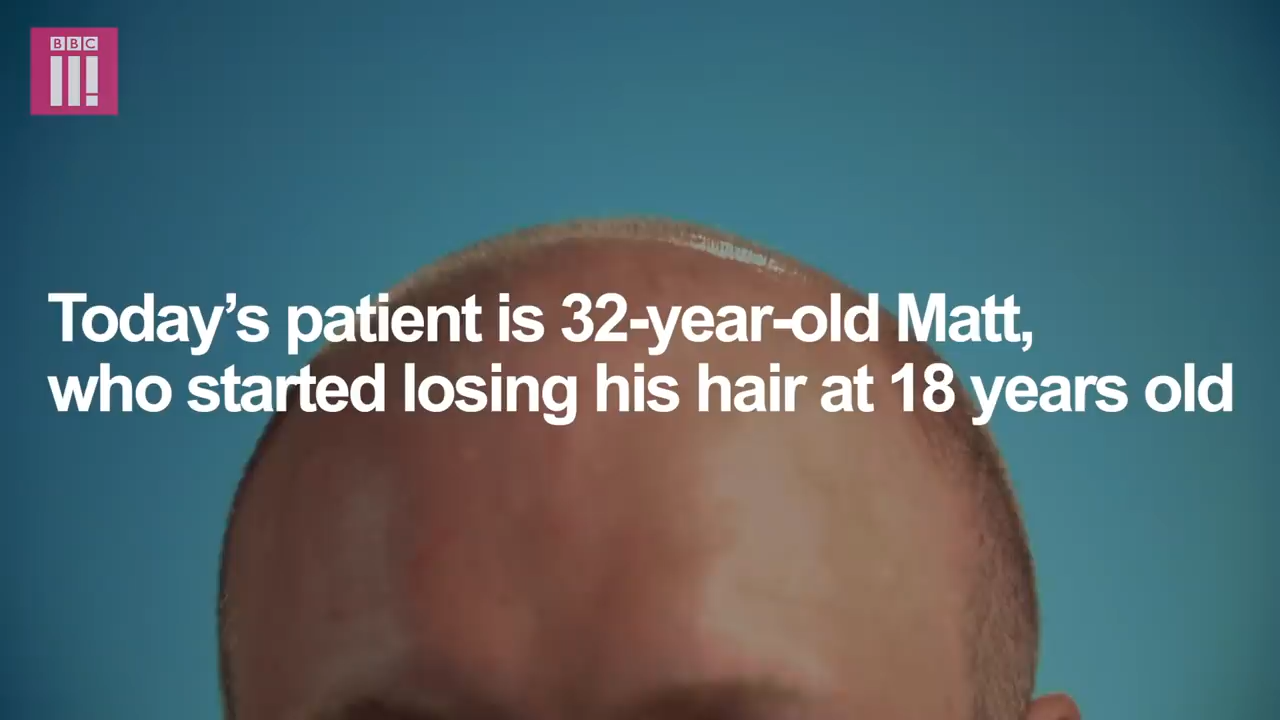 BBC
Today’s patient is 32-year-old Matt,
who started losing his hair at 18 years old